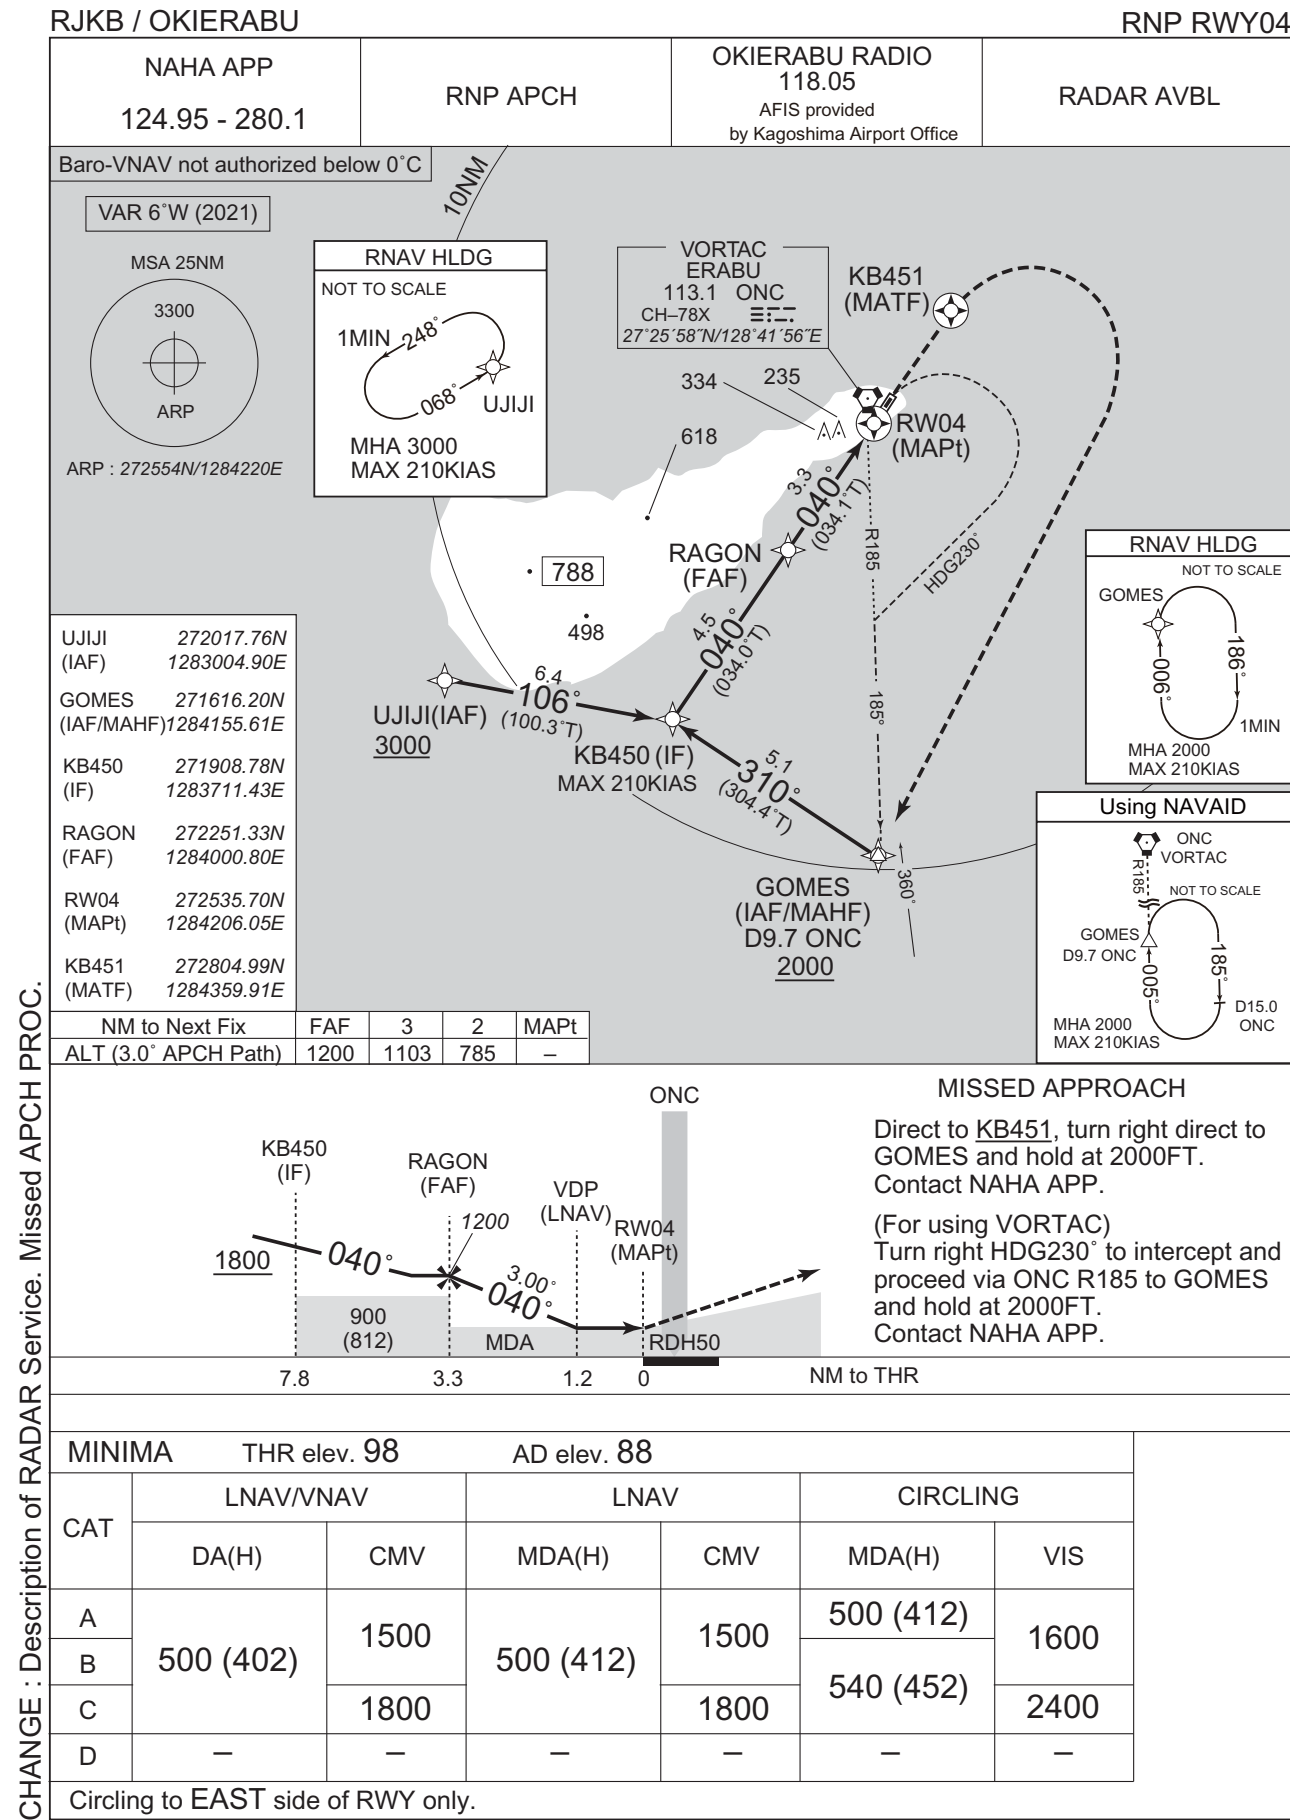 RJKB / OKIERABU
RNP RWY04
NAHA APP
124.95 - 280.1
RNP APCH
OKIERABU RADIO
118.05
AFIS provided
by Kagoshima Airport Office
RADAR AVBL
Baro-VNAV not authorized below 0˚C
VAR 6˚W (2021)
MSA 25NM
3300
ARP
ARP : 272554N/1284220E
10NM
RNAV HLDG
NOT TO SCALE
1MIN
248˚
068˚
UJIJI
MHA 3000
MAX 210KIAS
VORTAC
ERABU
113.1 ONC
CH–78X
27˚25´58˝N/128˚41´56˝E
KB451
(MATF)
334
235
618
RW04
(MAPt)
3.3
040˚
(034.1˚T)
RAGON
(FAF)
R185
HDG230˚
788
498
4.5
040˚
(034.0˚T)
185˚
6.4
106˚
(100.3˚T)
UJIJI(IAF)
3000
KB450 (IF)
MAX 210KIAS
5.1
310˚
(304.4˚T)
GOMES
(IAF/MAHF)
D9.7 ONC
2000
360˚
RNAV HLDG
NOT TO SCALE
GOMES
186˚
006˚
1MIN
MHA 2000
MAX 210KIAS
Using NAVAID
ONC
VORTAC
R185
NOT TO SCALE
GOMES
D9.7 ONC
185˚
005˚
D15.0
ONC
MHA 2000
MAX 210KIAS
UJIJI 272017.76N
(IAF) 1283004.90E
GOMES 271616.20N
(IAF/MAHF)1284155.61E
KB450 271908.78N
(IF) 1283711.43E
RAGON 272251.33N
(FAF) 1284000.80E
RW04 272535.70N
(MAPt) 1284206.05E
KB451 272804.99N
(MATF) 1284359.91E
NM to Next Fix FAF 3 2 MAPt
ALT (3.0˚ APCH Path) 1200 1103 785 –
ONC
KB450
(IF)
RAGON
(FAF)
VDP
(LNAV)
RW04
(MAPt)
1200
1800
040˚
3.00˚
040˚
900
(812)
MDA
RDH50
7.8 3.3 1.2 0 NM to THR
MISSED APPROACH
Direct to KB451, turn right direct to
GOMES and hold at 2000FT.
Contact NAHA APP.
(For using VORTAC)
Turn right HDG230˚ to intercept and
proceed via ONC R185 to GOMES
and hold at 2000FT.
Contact NAHA APP.
MINIMA THR elev. 98 AD elev. 88
CAT LNAV/VNAV LNAV CIRCLING
DA(H) CMV MDA(H) CMV MDA(H) VIS
A 500 (402) 1500 500 (412) 1500 500 (412) 1600
B 540 (452)
C 1800 1800 2400
D – – – – – –
Circling to EAST side of RWY only.
CHANGE : Description of RADAR Service. Missed APCH PROC.